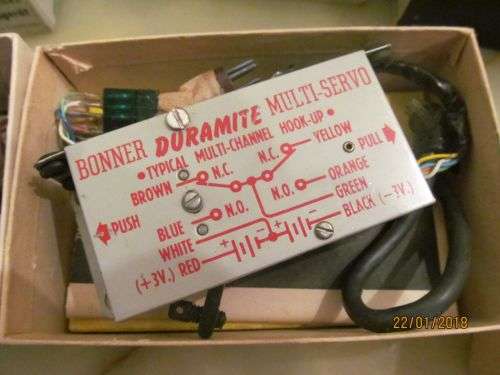 BONNER DURAMITE MULTI-SERVO
• TYPICAL MULTI-CHANNEL HOOK-UP •
BROWN N.C. N.C. YELLOW
PULL
PUSH
BLUE N.O. N.O. ORANGE
WHITE GREEN
(+3V.) RED + - + - BLACK (-3V.)
22/01/2018